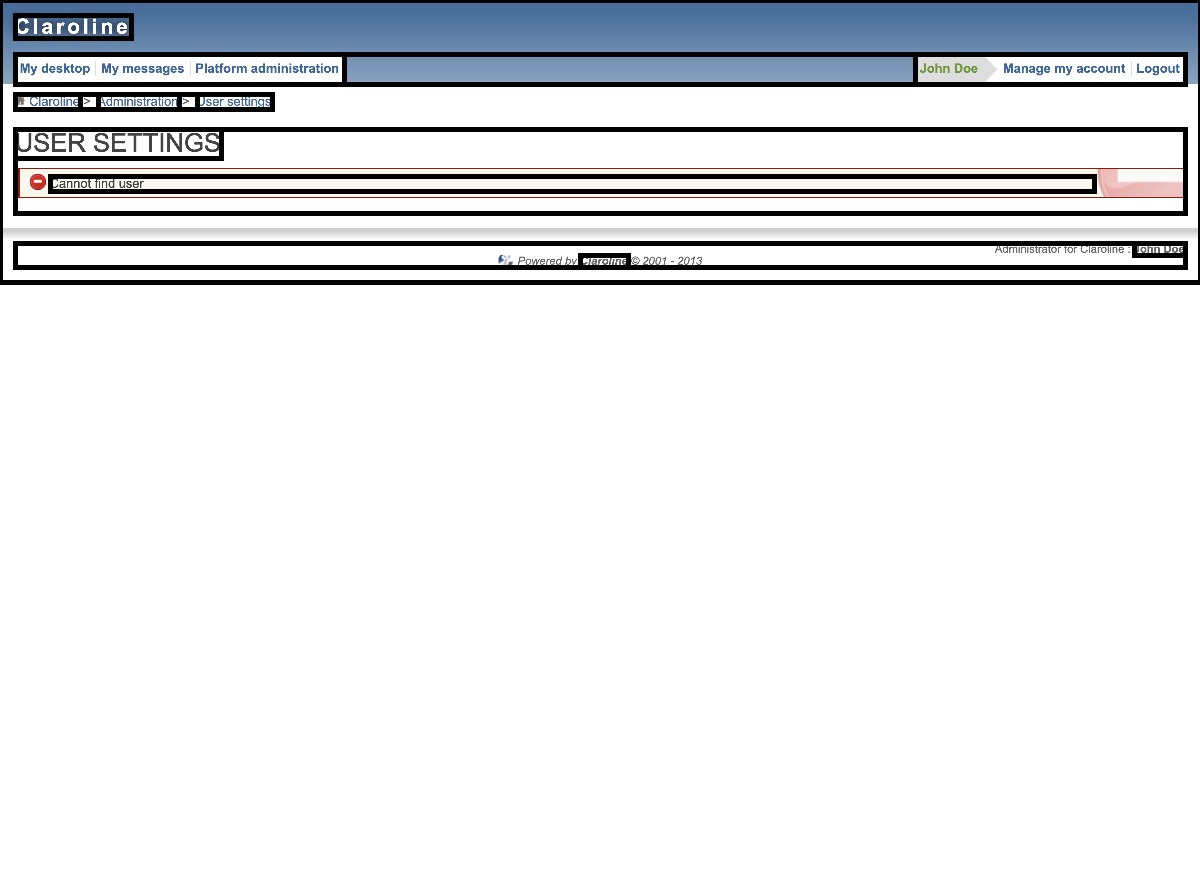 Claroline
My desktop My messages Platform administration John Doe Manage my account Logout
Claroline > Administration > User settings
USER SETTINGS
Cannot find user
Administrator for Claroline : John Doe
Powered by Claroline © 2001 - 2013